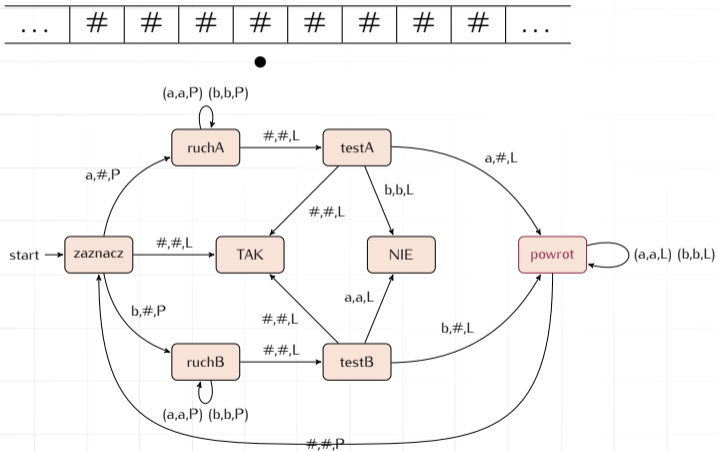 ... # # # # # # # # ...
(a,a,P) (b,b,P)
ruchA
#,#,L
testA
a,#,L
a,#,P
b,b,L
#,#,L
start
zaznacz
#,#,L
TAK
NIE
powrot
(a,a,L) (b,b,L)
b,#,P
#,#,L
a,a,L
b,#,L
ruchB
#,#,L
testB
(a,a,P) (b,b,P)
#,#,P